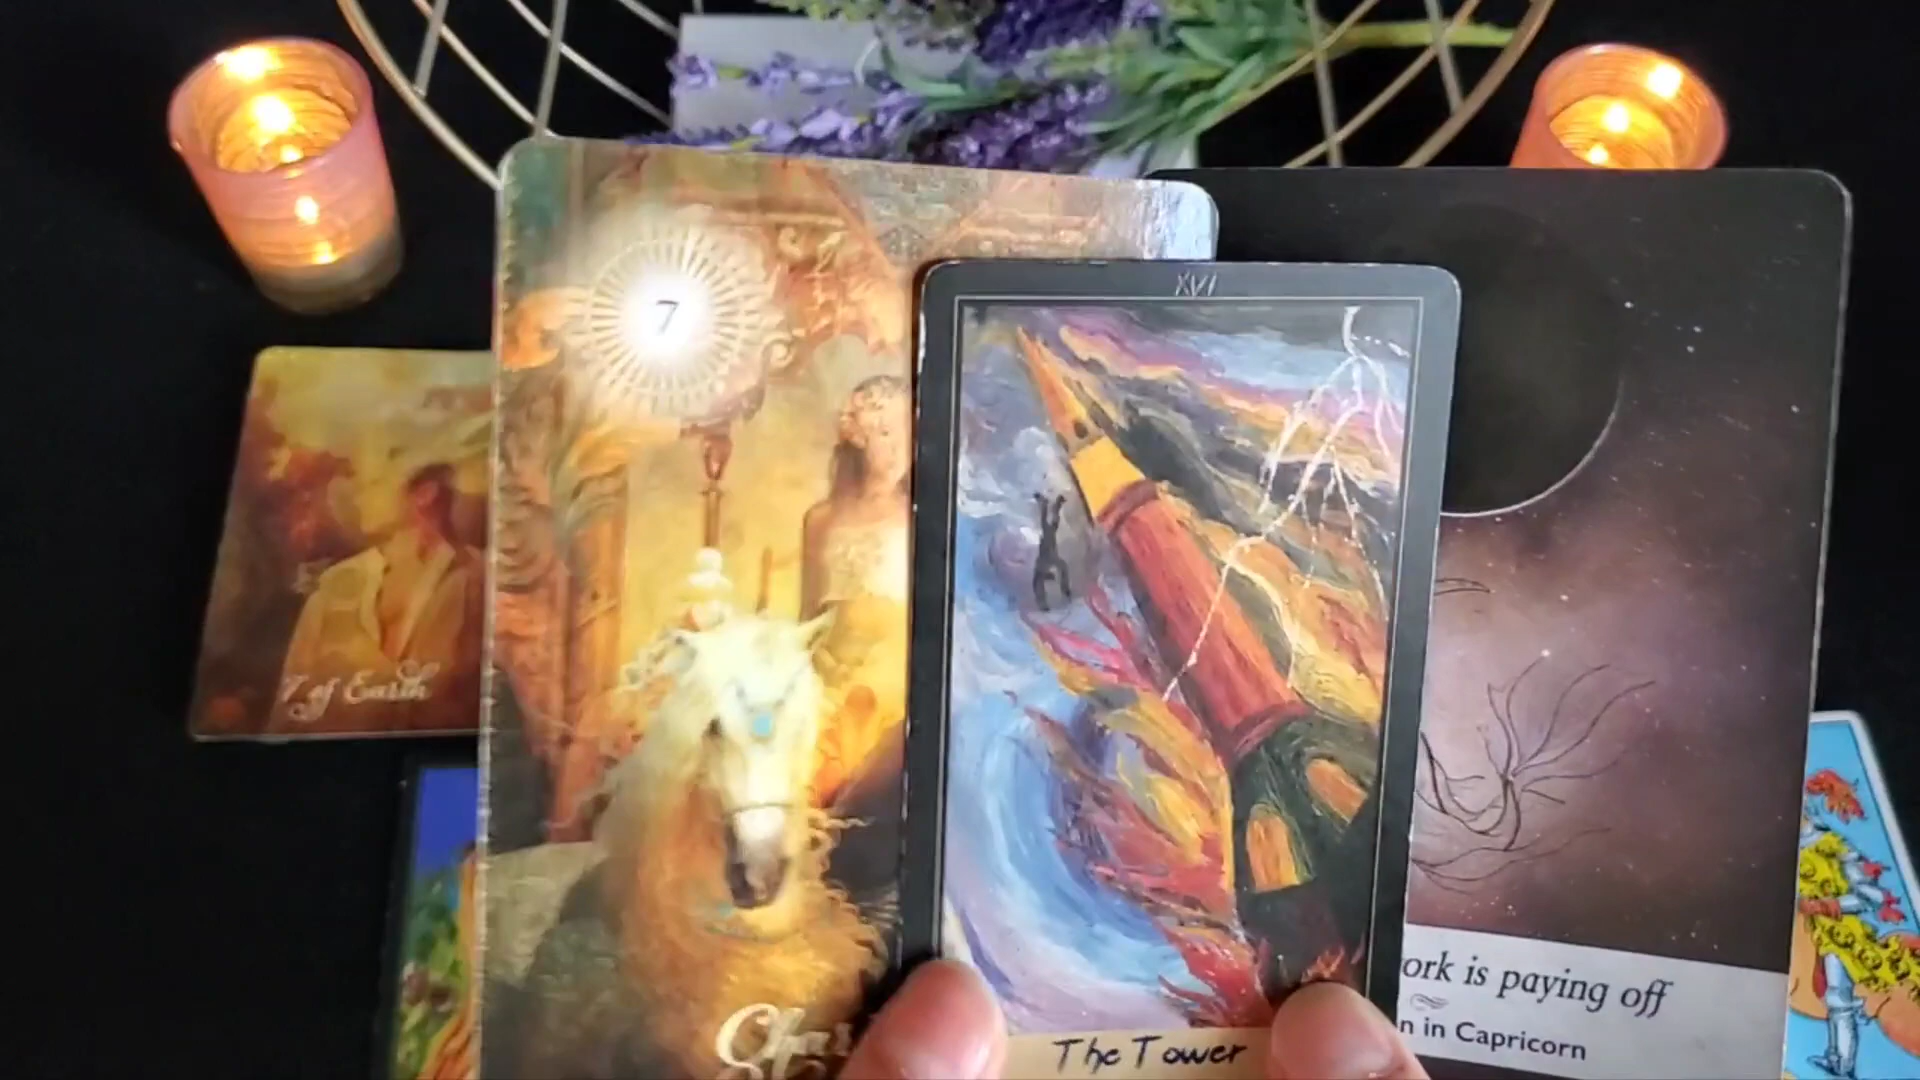 7
7 of Earth
XVI
The Tower
ork is paying off
n in Capricorn